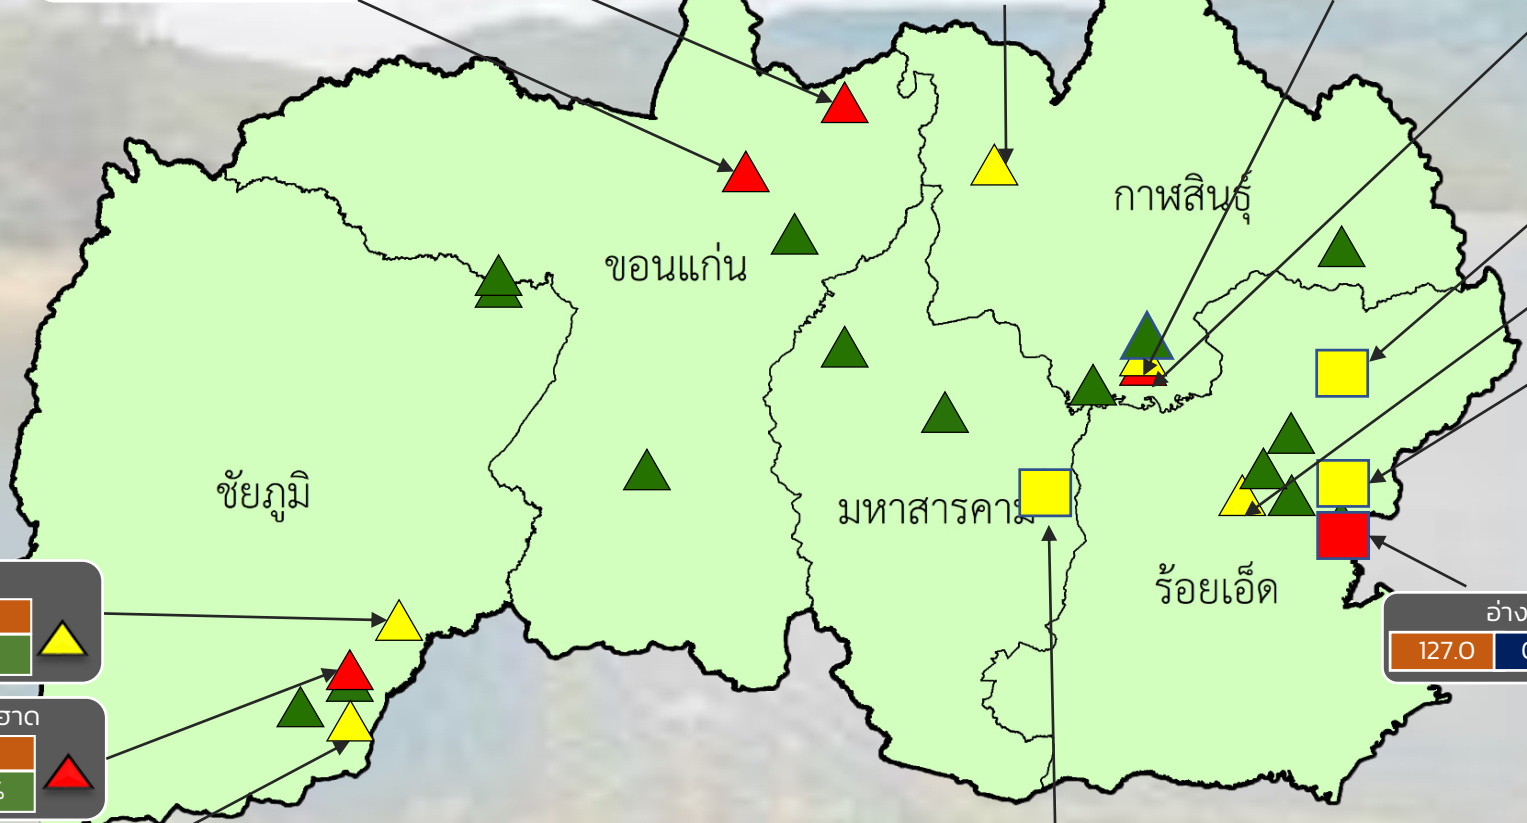 กาฬสินธุ์
ขอนแก่น
ชัยภูมิ
มหาสารคาม
ร้อยเอ็ด
อ่าง
127.0
ฮาด
%